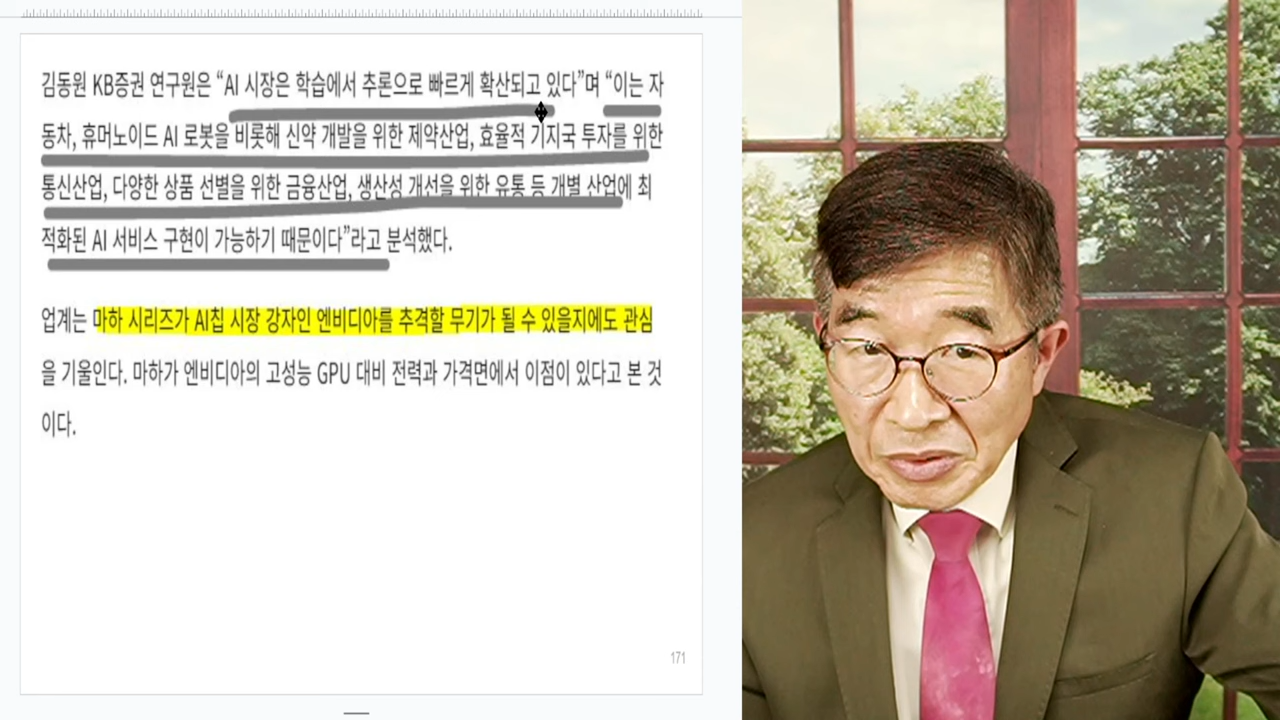 김동원 KB증권 연구원은 “AI 시장은 학습에서 추론으로 빠르게 확산되고 있다”며 “이는 자
동차, 휴머노이드 AI 로봇을 비롯해 신약 개발을 위한 제약산업, 효율적 기지국 투자를 위한
통신산업, 다양한 상품 선별을 위한 금융산업, 생산성 개선을 위한 유통 등 개별 산업에 최
적화된 AI 서비스 구현이 가능하기 때문이다”라고 분석했다.
업계는 마하 시리즈가 AI칩 시장 강자인 엔비디아를 추격할 무기가 될 수 있을지에도 관심
을 기울인다. 마하가 엔비디아의 고성능 GPU 대비 전력과 가격면에서 이점이 있다고 본 것
이다.
171